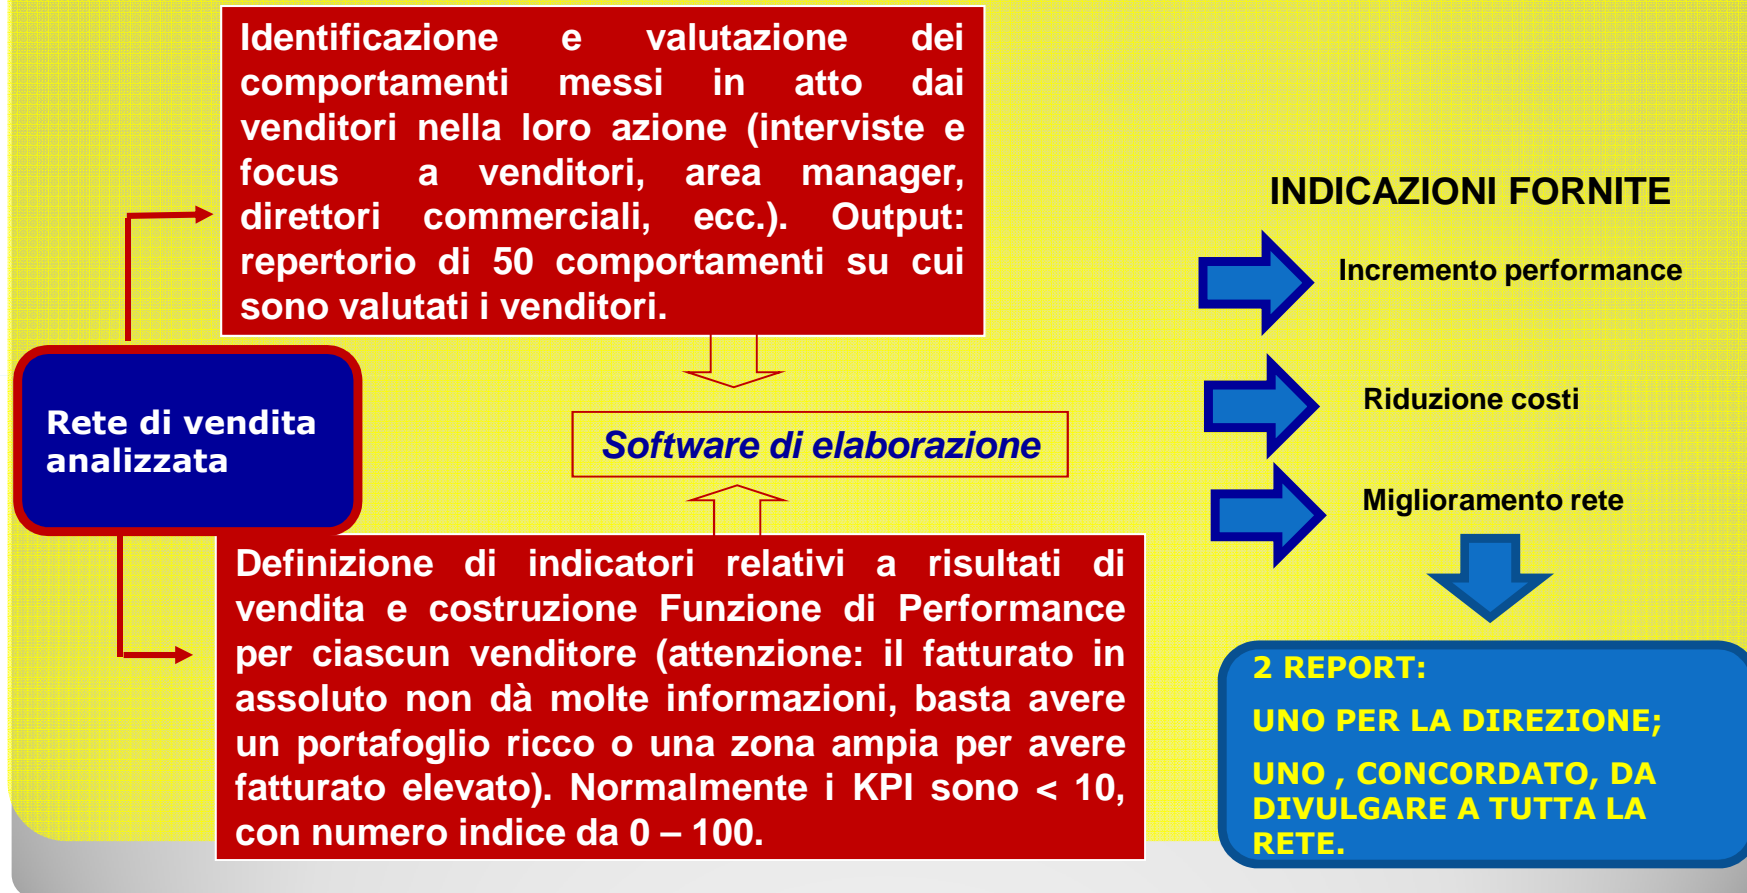 Identificazione e valutazione dei
comportamenti messi in atto dai
venditori nella loro azione (interviste e
focus a venditori, area manager,
direttori commerciali, ecc.). Output:
repertorio di 50 comportamenti su cui
sono valutati i venditori.
Rete di vendita
analizzata
Software di elaborazione
Definizione di indicatori relativi a risultati di
vendita e costruzione Funzione di Performance
per ciascun venditore (attenzione: il fatturato in
assoluto non dà molte informazioni, basta avere
un portafoglio ricco o una zona ampia per avere
fatturato elevato). Normalmente i KPI sono < 10,
con numero indice da 0 – 100.
INDICAZIONI FORNITE
Incremento performance
Riduzione costi
Miglioramento rete
2 REPORT:
UNO PER LA DIREZIONE;
UNO , CONCORDATO, DA
DIVULGARE A TUTTA LA
RETE.